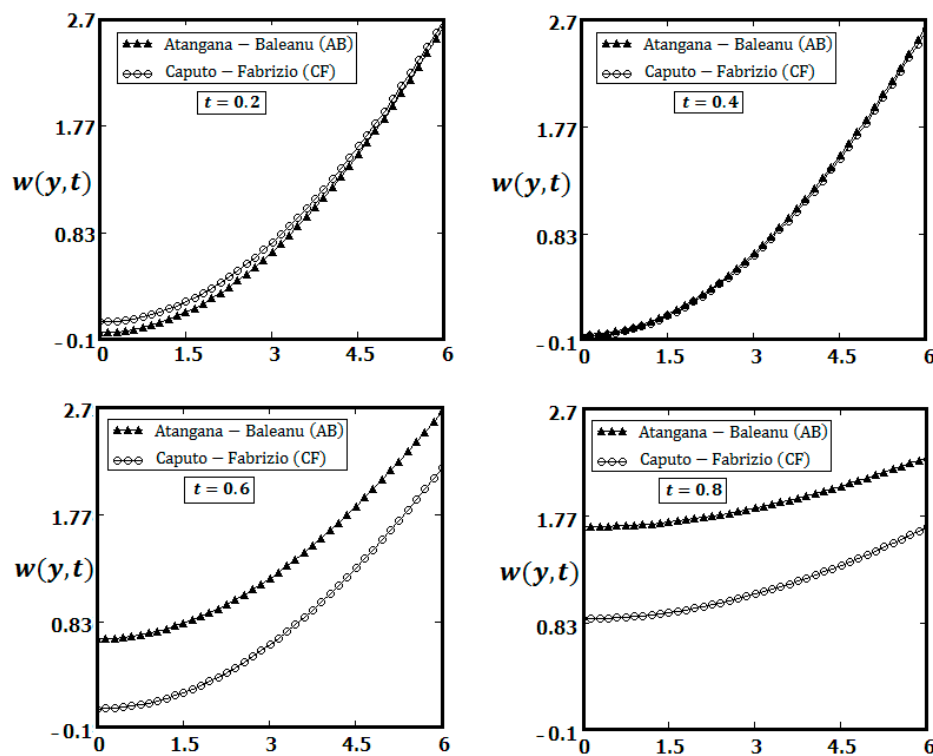 2.7
Atangana − Baleanu (AB)
Caputo − Fabrizio (CF)
t = 0.2
1.77
w(y,t)
0.83
-0.1
0 1.5 3 4.5 6
2.7
Atangana − Baleanu (AB)
Caputo − Fabrizio (CF)
t = 0.4
1.77
w(y,t)
0.83
-0.1
0 1.5 3 4.5 6
2.7
Atangana − Baleanu (AB)
Caputo − Fabrizio (CF)
t = 0.6
1.77
w(y,t)
0.83
-0.1
0 1.5 3 4.5 6
2.7
Atangana − Baleanu (AB)
Caputo − Fabrizio (CF)
t = 0.8
1.77
w(y,t)
0.83
-0.1
0 1.5 3 4.5 6